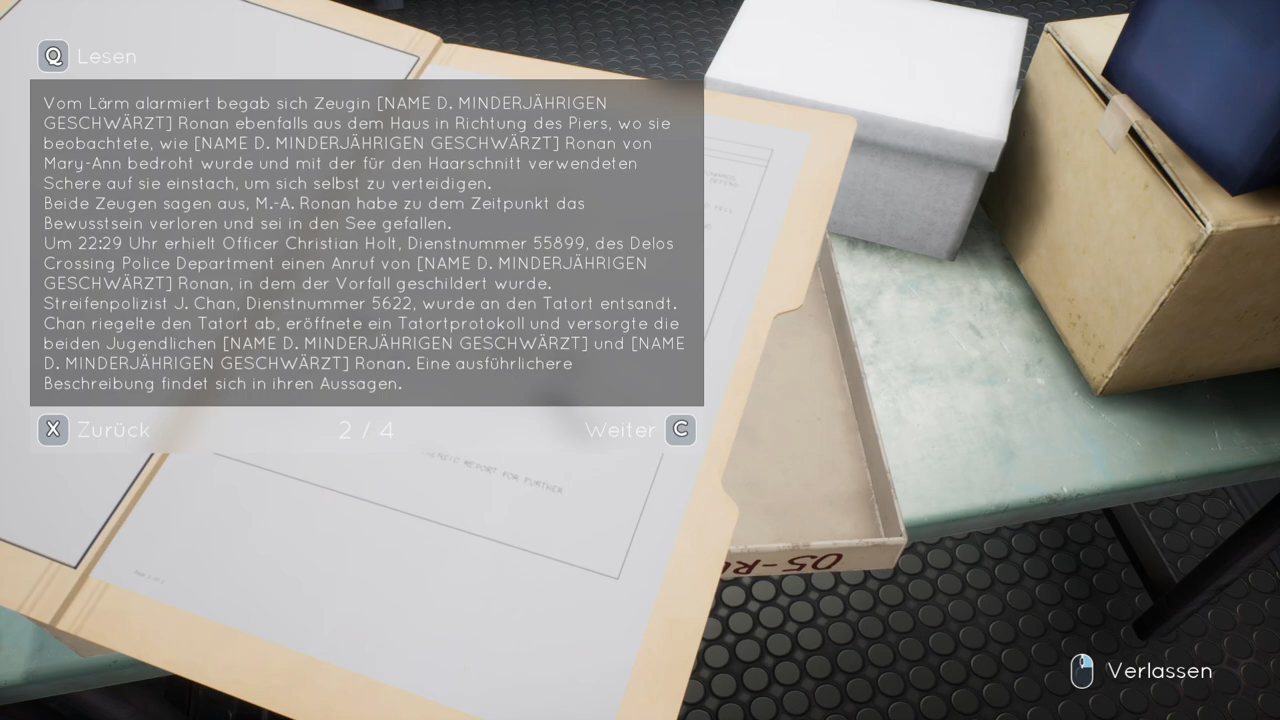 Q Lesen
Vom Lärm alarmiert begab sich Zeugin [NAME D. MINDERJÄHRIGEN
GESCHWÄRZT] Ronan ebenfalls aus dem Haus in Richtung des Piers, wo sie
beobachtete, wie [NAME D. MINDERJÄHRIGEN GESCHWÄRZT] Ronan von
Mary-Ann bedroht wurde und mit der für den Haarschnitt verwendeten
Schere auf sie einstach, um sich selbst zu verteidigen.
Beide Zeugen sagen aus, M.-A. Ronan habe zu dem Zeitpunkt das
Bewusstsein verloren und sei in den See gefallen.
Um 22:29 Uhr erhielt Officer Christian Holt, Dienstnummer 55899, des Delos
Crossing Police Department einen Anruf von [NAME D. MINDERJÄHRIGEN
GESCHWÄRZT] Ronan, in dem der Vorfall geschildert wurde.
Streifenpolizist J. Chan, Dienstnummer 5622, wurde an den Tatort entsandt.
Chan riegelte den Tatort ab, eröffnete ein Tatortprotokoll und versorgte die
beiden Jugendlichen [NAME D. MINDERJÄHRIGEN GESCHWÄRZT] und [NAME
D. MINDERJÄHRIGEN GESCHWÄRZT] Ronan. Eine ausführlichere
Beschreibung findet sich in ihren Aussagen.
X Zurück 2 / 4 Weiter C
REPORT FOR FURTHER
05-R
Verlassen